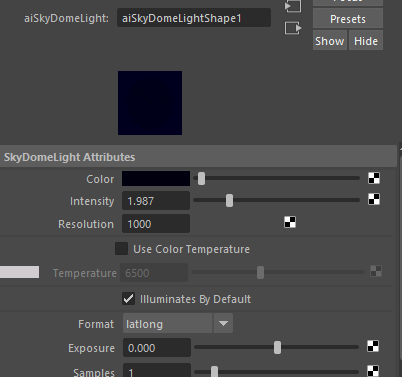 aiSkyDomeLight: aiSkyDomeLightShape1
Presets
Show Hide
SkyDomeLight Attributes
Color
Intensity 1.987
Resolution 1000
Use Color Temperature
Temperature 6500
Illuminates By Default
Format latlong
Exposure 0.000
Samples 1